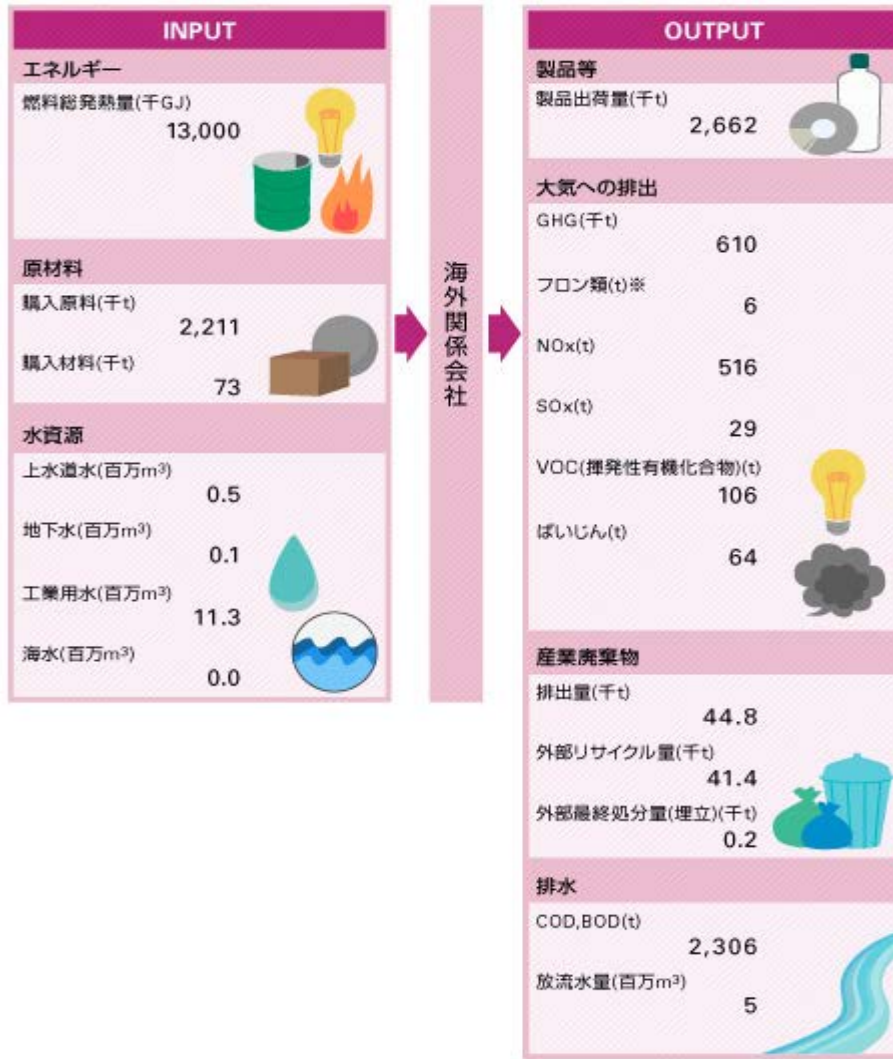 INPUT
エネルギー
燃料総発熱量(千GJ)
13,000
原材料
購入原料(千t)
2,211
購入材料(千t)
73
水資源
上水道水(百万m³)
0.5
地下水(百万m³)
0.1
工業用水(百万m³)
11.3
海水(百万m³)
0.0
海外関係会社
OUTPUT
製品等
製品出荷量(千t)
2,662
大気への排出
GHG(千t)
610
フロン類(t)※
6
NOx(t)
516
SOx(t)
29
VOC(揮発性有機化合物)(t)
106
ばいじん(t)
64
産業廃棄物
排出量(千t)
44.8
外部リサイクル量(千t)
41.4
外部最終処分量(埋立)(千t)
0.2
排水
COD,BOD(t)
2,306
放流水量(百万m³)
5